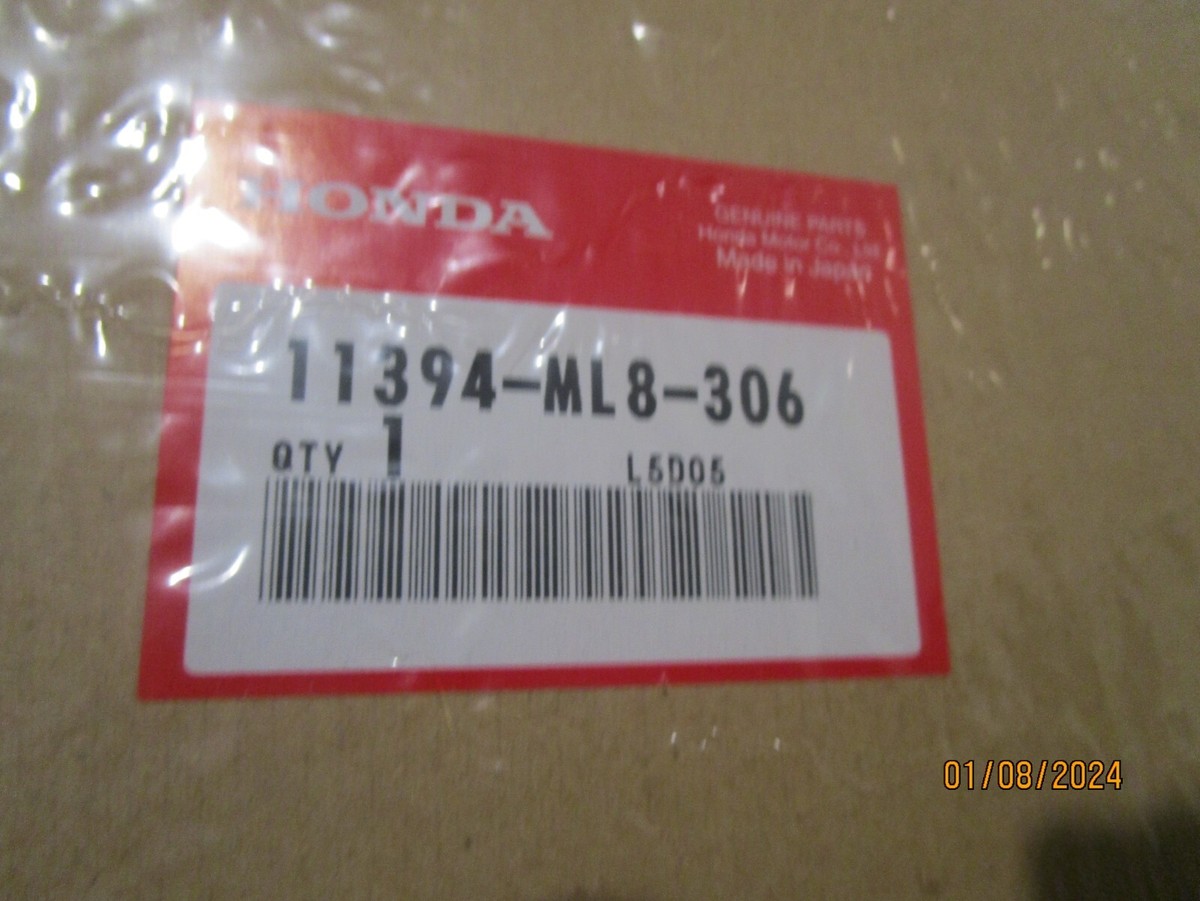 HONDA
GENUINE PARTS
Honda Motor Co., Ltd.
Made in Japan
11394-ML8-306
QTY 1
L5D05
01/08/2024